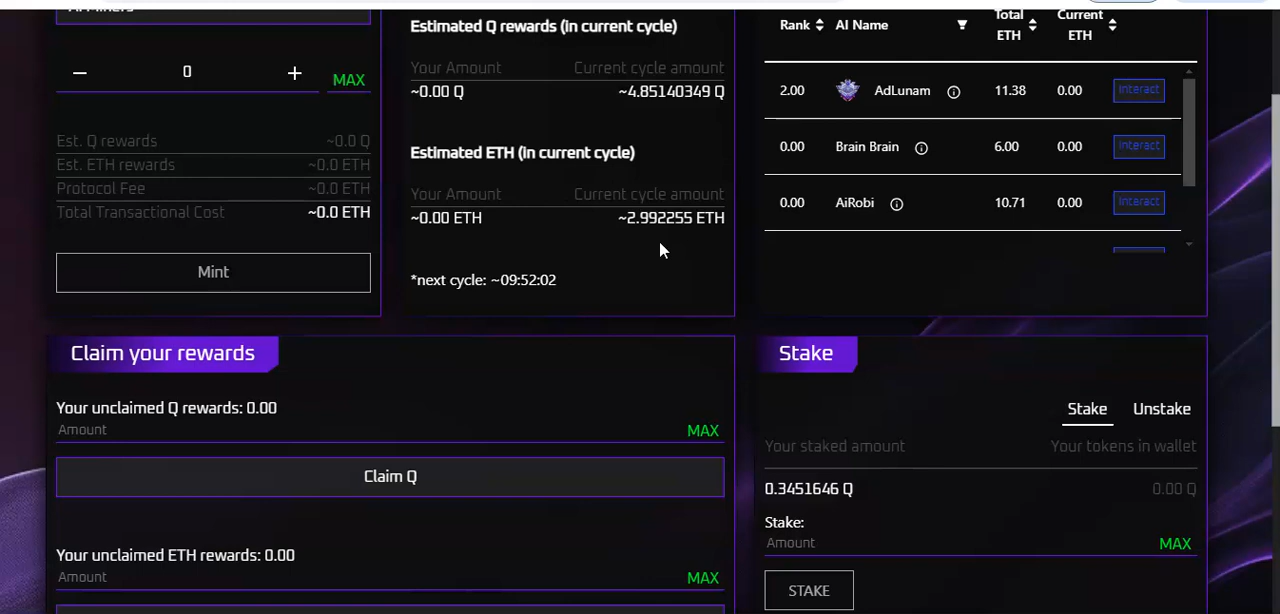 0
MAX
Est. Q rewards ~0.0 Q
Est. ETH rewards ~0.0 ETH
Protocol Fee ~0.0 ETH
Total Transactional Cost ~0.0 ETH
Mint
Estimated Q rewards (in current cycle)
Your Amount Current cycle amount
~0.00 Q ~4.85140349 Q
Estimated ETH (in current cycle)
Your Amount Current cycle amount
~0.00 ETH ~2.992255 ETH
*next cycle: ~09:52:02
Rank AI Name Total ETH Current ETH
2.00 AdLunam 11.38 0.00 Interact
0.00 Brain Brain 6.00 0.00 Interact
0.00 AiRobi 10.71 0.00 Interact
Claim your rewards
Your unclaimed Q rewards: 0.00
Amount MAX
Claim Q
Your unclaimed ETH rewards: 0.00
Amount MAX
Stake
Stake Unstake
Your staked amount Your tokens in wallet
0.3451646 Q 0.00 Q
Stake:
Amount MAX
STAKE